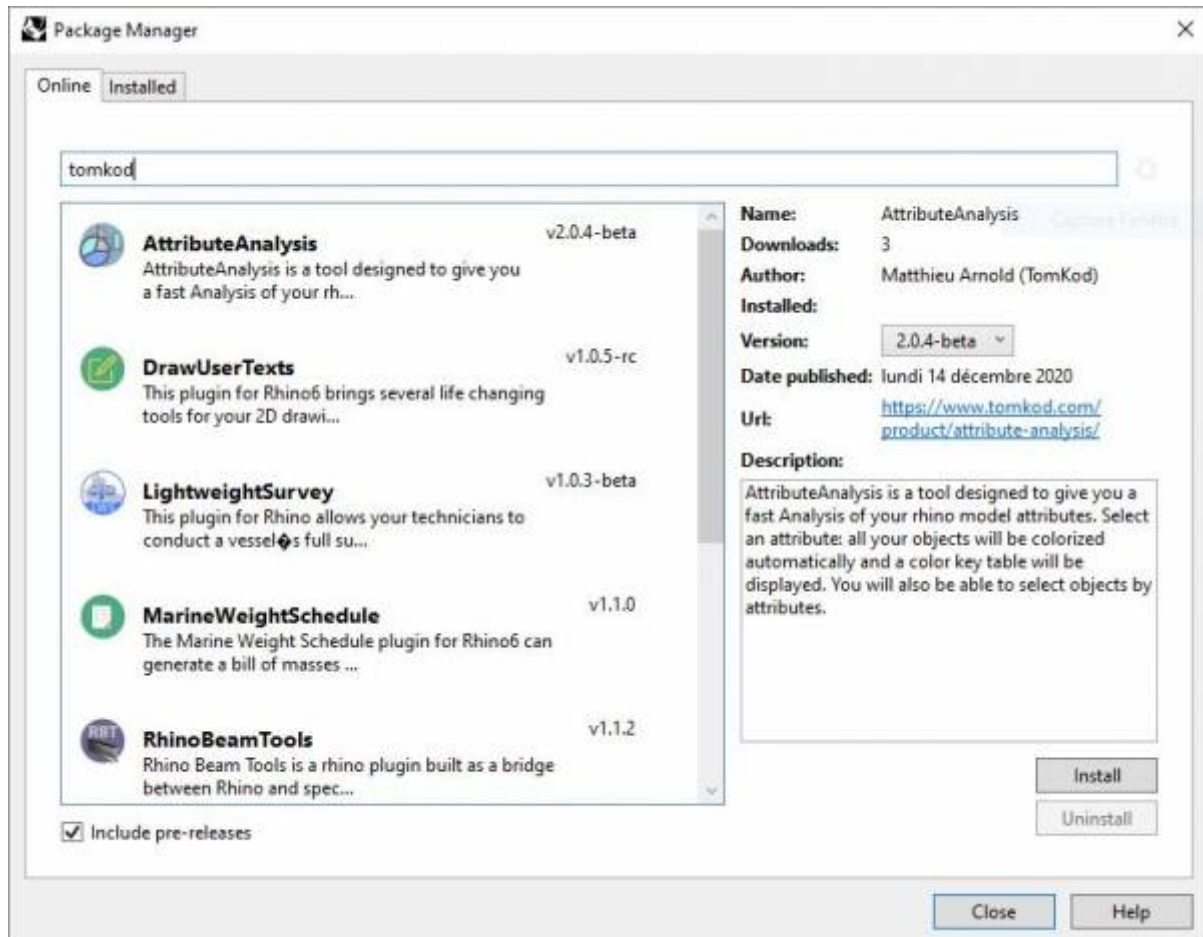 Package Manager
Online
Installed
tomkod
AttributeAnalysis
v2.0.4-beta
AttributeAnalysis is a tool designed to give you
a fast Analysis of your rh...
DrawUserTexts
v1.0.5-rc
This plugin for Rhino6 brings several life changing
tools for your 2D drawi...
LightweightSurvey
v1.0.3-beta
This plugin for Rhino allows your technicians to
conduct a vessel�s full su...
MarineWeightSchedule
v1.1.0
The Marine Weight Schedule plugin for Rhino6 can
generate a bill of masses ...
RBT
RhinoBeamTools
v1.1.2
Rhino Beam Tools is a rhino plugin built as a bridge
between Rhino and spec...
Include pre-releases
Name: AttributeAnalysis
Downloads: 3
Author: Matthieu Arnold (TomKod)
Installed:
Version: 2.0.4-beta
Date published: lundi 14 décembre 2020
Url: https://www.tomkod.com/
product/attribute-analysis/
Description:
AttributeAnalysis is a tool designed to give you a
fast Analysis of your rhino model attributes. Select
an attribute: all your objects will be colorized
automatically and a color key table will be
displayed. You will also be able to select objects by
attributes.
Install
Uninstall
Close
Help